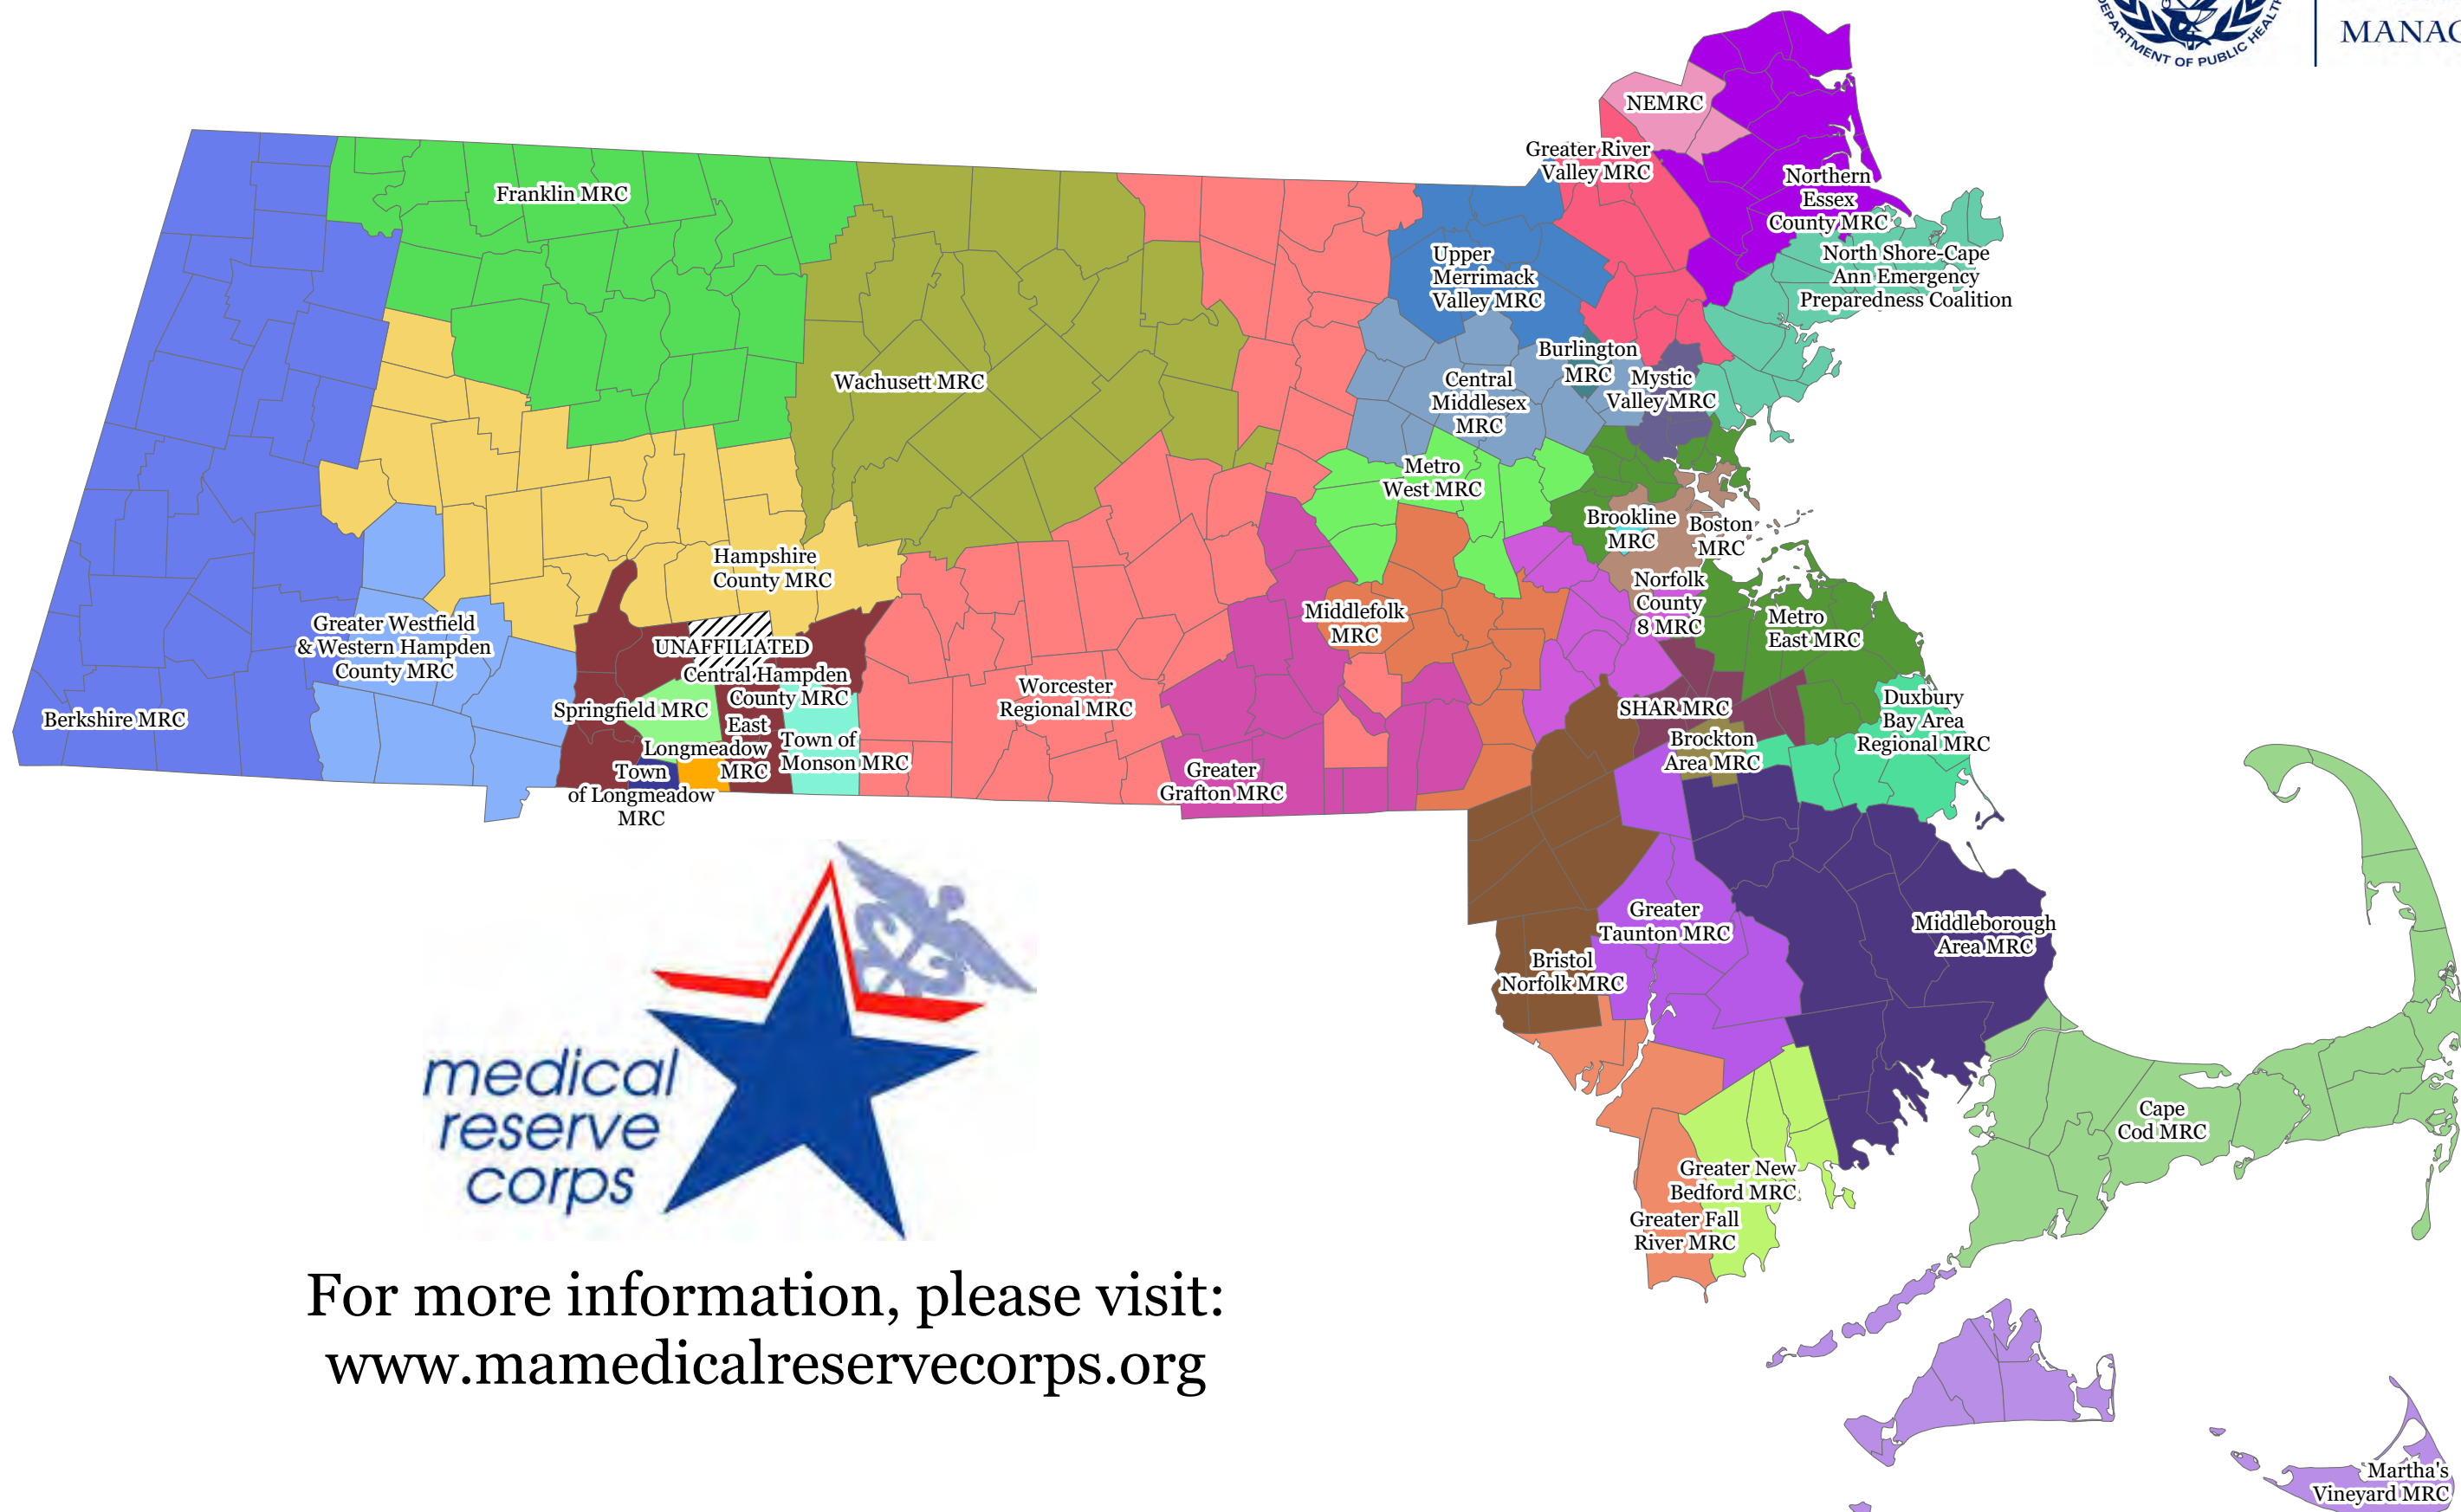 DEPARTMENT OF PUBLIC HEALTH
NEMRC
Greater River
Valley MRC
Franklin MRC
Northern
Essex
County MRC
Upper
Merrimack
Valley MRC
North Shore-Cape
Ann Emergency
Preparedness Coalition
Wachusett MRC
Burlington
MRC
Central
Middlesex
MRC
Mystic
Valley MRC
Metro
West MRC
Brookline
MRC
Boston
MRC
Hampshire
County MRC
Greater Westfield
& Western Hampden
County MRC
UNAFFILIATED
Central Hampden
County MRC
Middlefolk
MRC
Norfolk
County
8 MRC
Metro
East MRC
Berkshire MRC
Springfield MRC
East
Longmeadow
MRC
Town of
Monson MRC
Town
of Longmeadow
MRC
Worcester
Regional MRC
Greater
Grafton MRC
SHAR MRC
Brockton
Area MRC
Duxbury
Bay Area
Regional MRC
Greater
Taunton MRC
Bristol
Norfolk MRC
Middleborough
Area MRC
Cape
Cod MRC
Greater New
Bedford MRC
Greater Fall
River MRC
Martha's
Vineyard MRC
medical
reserve
corps
For more information, please visit:
www.mamedicalreservecorps.org